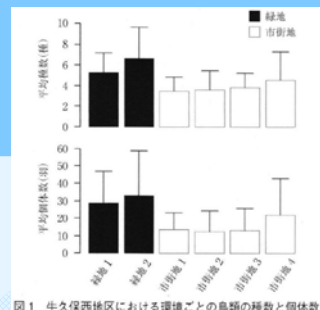 緑地
市街地
平均種数(種)
10
8
6
4
2
0
平均個体数(羽)
60
50
40
30
20
10
0
緑地1
緑地2
市街地1
市街地2
市街地3
市街地4
図1 牛久保西地区における環境ごとの鳥類の種数と個体数